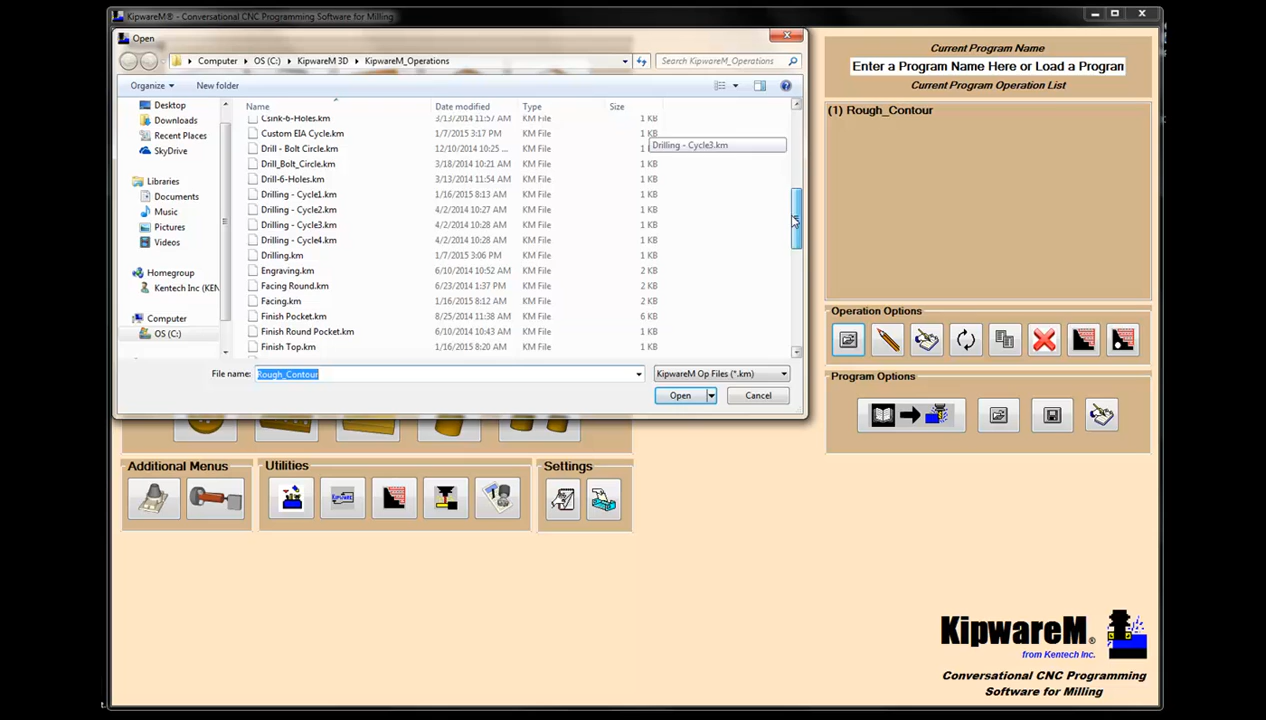 KipwareM® - Conversational CNC Programming Software for Milling
Open
Computer OS (C:) KipwareM 3D KipwareM_Operations Search KipwareM_Operations
Organize New folder
Name Date modified Type Size
Desktop
Downloads
Recent Places
SkyDrive
Libraries
Documents
Music
Pictures
Videos
Homegroup
Kentech Inc (KEN
Computer
OS (C:)
Csink-6-Holes.km 3/13/2014 11:57 AM KM File 1 KB
Custom EIA Cycle.km 1/7/2015 3:17 PM KM File 1 KB
Drill - Bolt Circle.km 12/10/2014 10:25 ... KM File 1 KB
Drill_Bolt_Circle.km 3/18/2014 10:21 AM KM File 1 KB
Drill-6-Holes.km 3/13/2014 11:54 AM KM File 1 KB
Drilling - Cycle1.km 1/16/2015 8:13 AM KM File 1 KB
Drilling - Cycle2.km 4/2/2014 10:27 AM KM File 1 KB
Drilling - Cycle3.km 4/2/2014 10:28 AM KM File 1 KB
Drilling - Cycle4.km 4/2/2014 10:28 AM KM File 1 KB
Drilling.km 1/7/2015 3:06 PM KM File 1 KB
Engraving.km 6/10/2014 10:52 AM KM File 2 KB
Facing Round.km 6/23/2014 1:37 PM KM File 2 KB
Facing.km 1/16/2015 8:12 AM KM File 2 KB
Finish Pocket.km 8/25/2014 11:38 AM KM File 6 KB
Finish Round Pocket.km 6/10/2014 10:43 AM KM File 2 KB
Finish Top.km 1/16/2015 8:20 AM KM File 2 KB
Drilling - Cycle3.km
File name: Rough_Contour KipwareM Op Files (*.km)
Open Cancel
Current Program Name
Enter a Program Name Here or Load a Program
Current Program Operation List
(1) Rough_Contour
Operation Options
Program Options
Additional Menus Utilities Settings
KIPWARE
KipwareM®
from Kentech Inc.
Conversational CNC Programming
Software for Milling